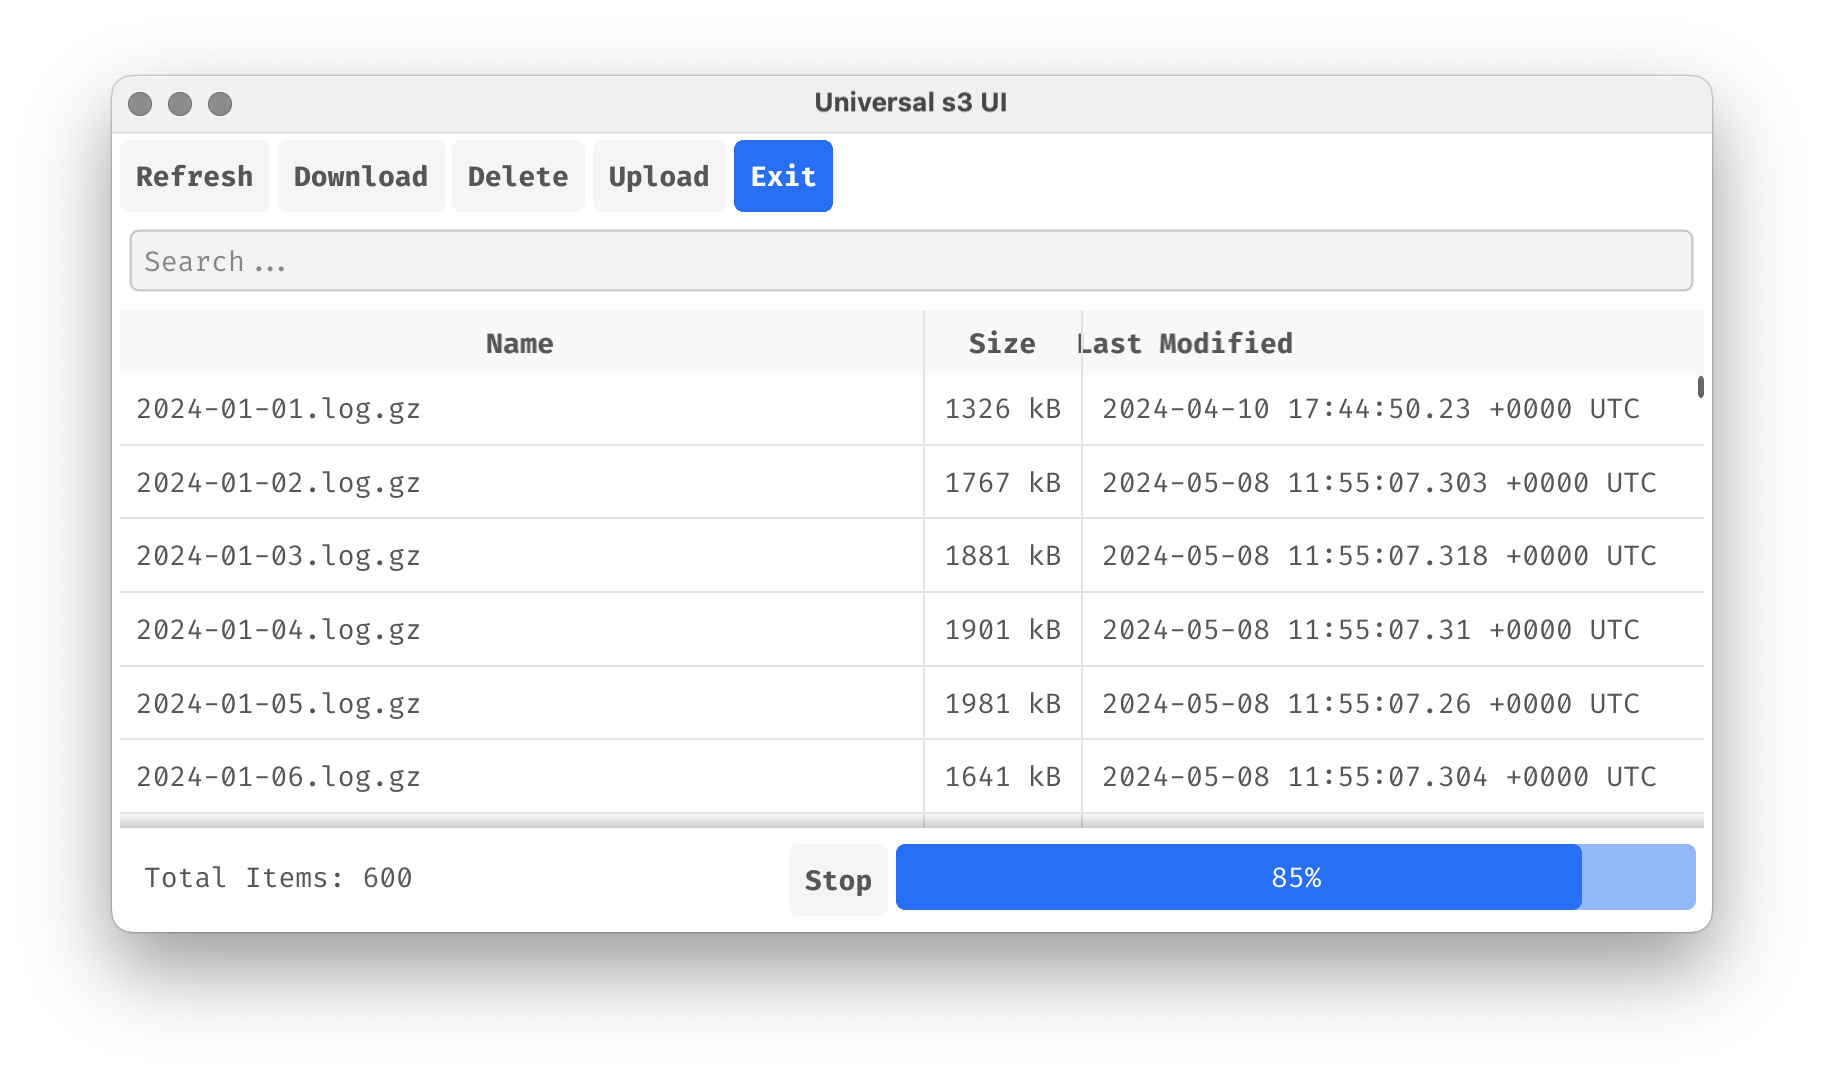 Universal s3 UI
Refresh Download Delete Upload Exit
Search...
Name Size Last Modified
2024-01-01.log.gz 1326 kB 2024-04-10 17:44:50.23 +0000 UTC
2024-01-02.log.gz 1767 kB 2024-05-08 11:55:07.303 +0000 UTC
2024-01-03.log.gz 1881 kB 2024-05-08 11:55:07.318 +0000 UTC
2024-01-04.log.gz 1901 kB 2024-05-08 11:55:07.31 +0000 UTC
2024-01-05.log.gz 1981 kB 2024-05-08 11:55:07.26 +0000 UTC
2024-01-06.log.gz 1641 kB 2024-05-08 11:55:07.304 +0000 UTC
Total Items: 600 Stop 85%